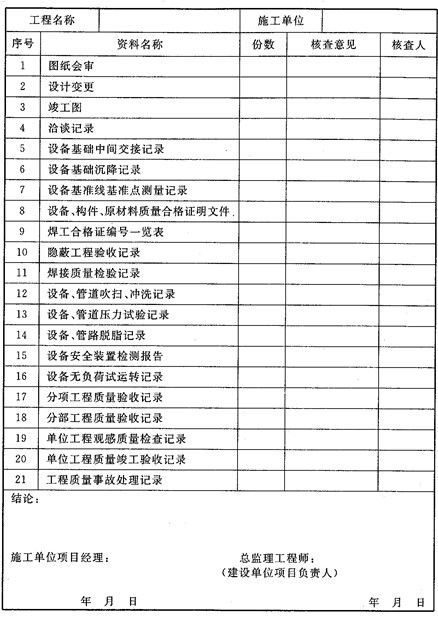 工程名称 施工单位
序号 资料名称 份数 核查意见 核查人
1 图纸会审
2 设计变更
3 竣工图
4 洽谈记录
5 设备基础中间交接记录
6 设备基础沉降记录
7 设备基准线基准点测量记录
8 设备、构件、原材料质量合格证明文件.
9 焊工合格证编号一览表
10 隐蔽工程验收记录
11 焊接质量检验记录
12 设备、管道吹扫、冲洗记录
13 设备、管道压力试验记录
14 设备、管路脱脂记录
15 设备安全装置检测报告
16 设备无负荷试运转记录
17 分项工程质量验收记录
18 分部工程质量验收记录
19 单位工程观感质量检查记录
20 单位工程质量竣工验收记录
21 工程质量事故处理记录
结论：
施工单位项目经理： 总监理工程师：
（建设单位项目负责人）
年 月 日 年 月 日